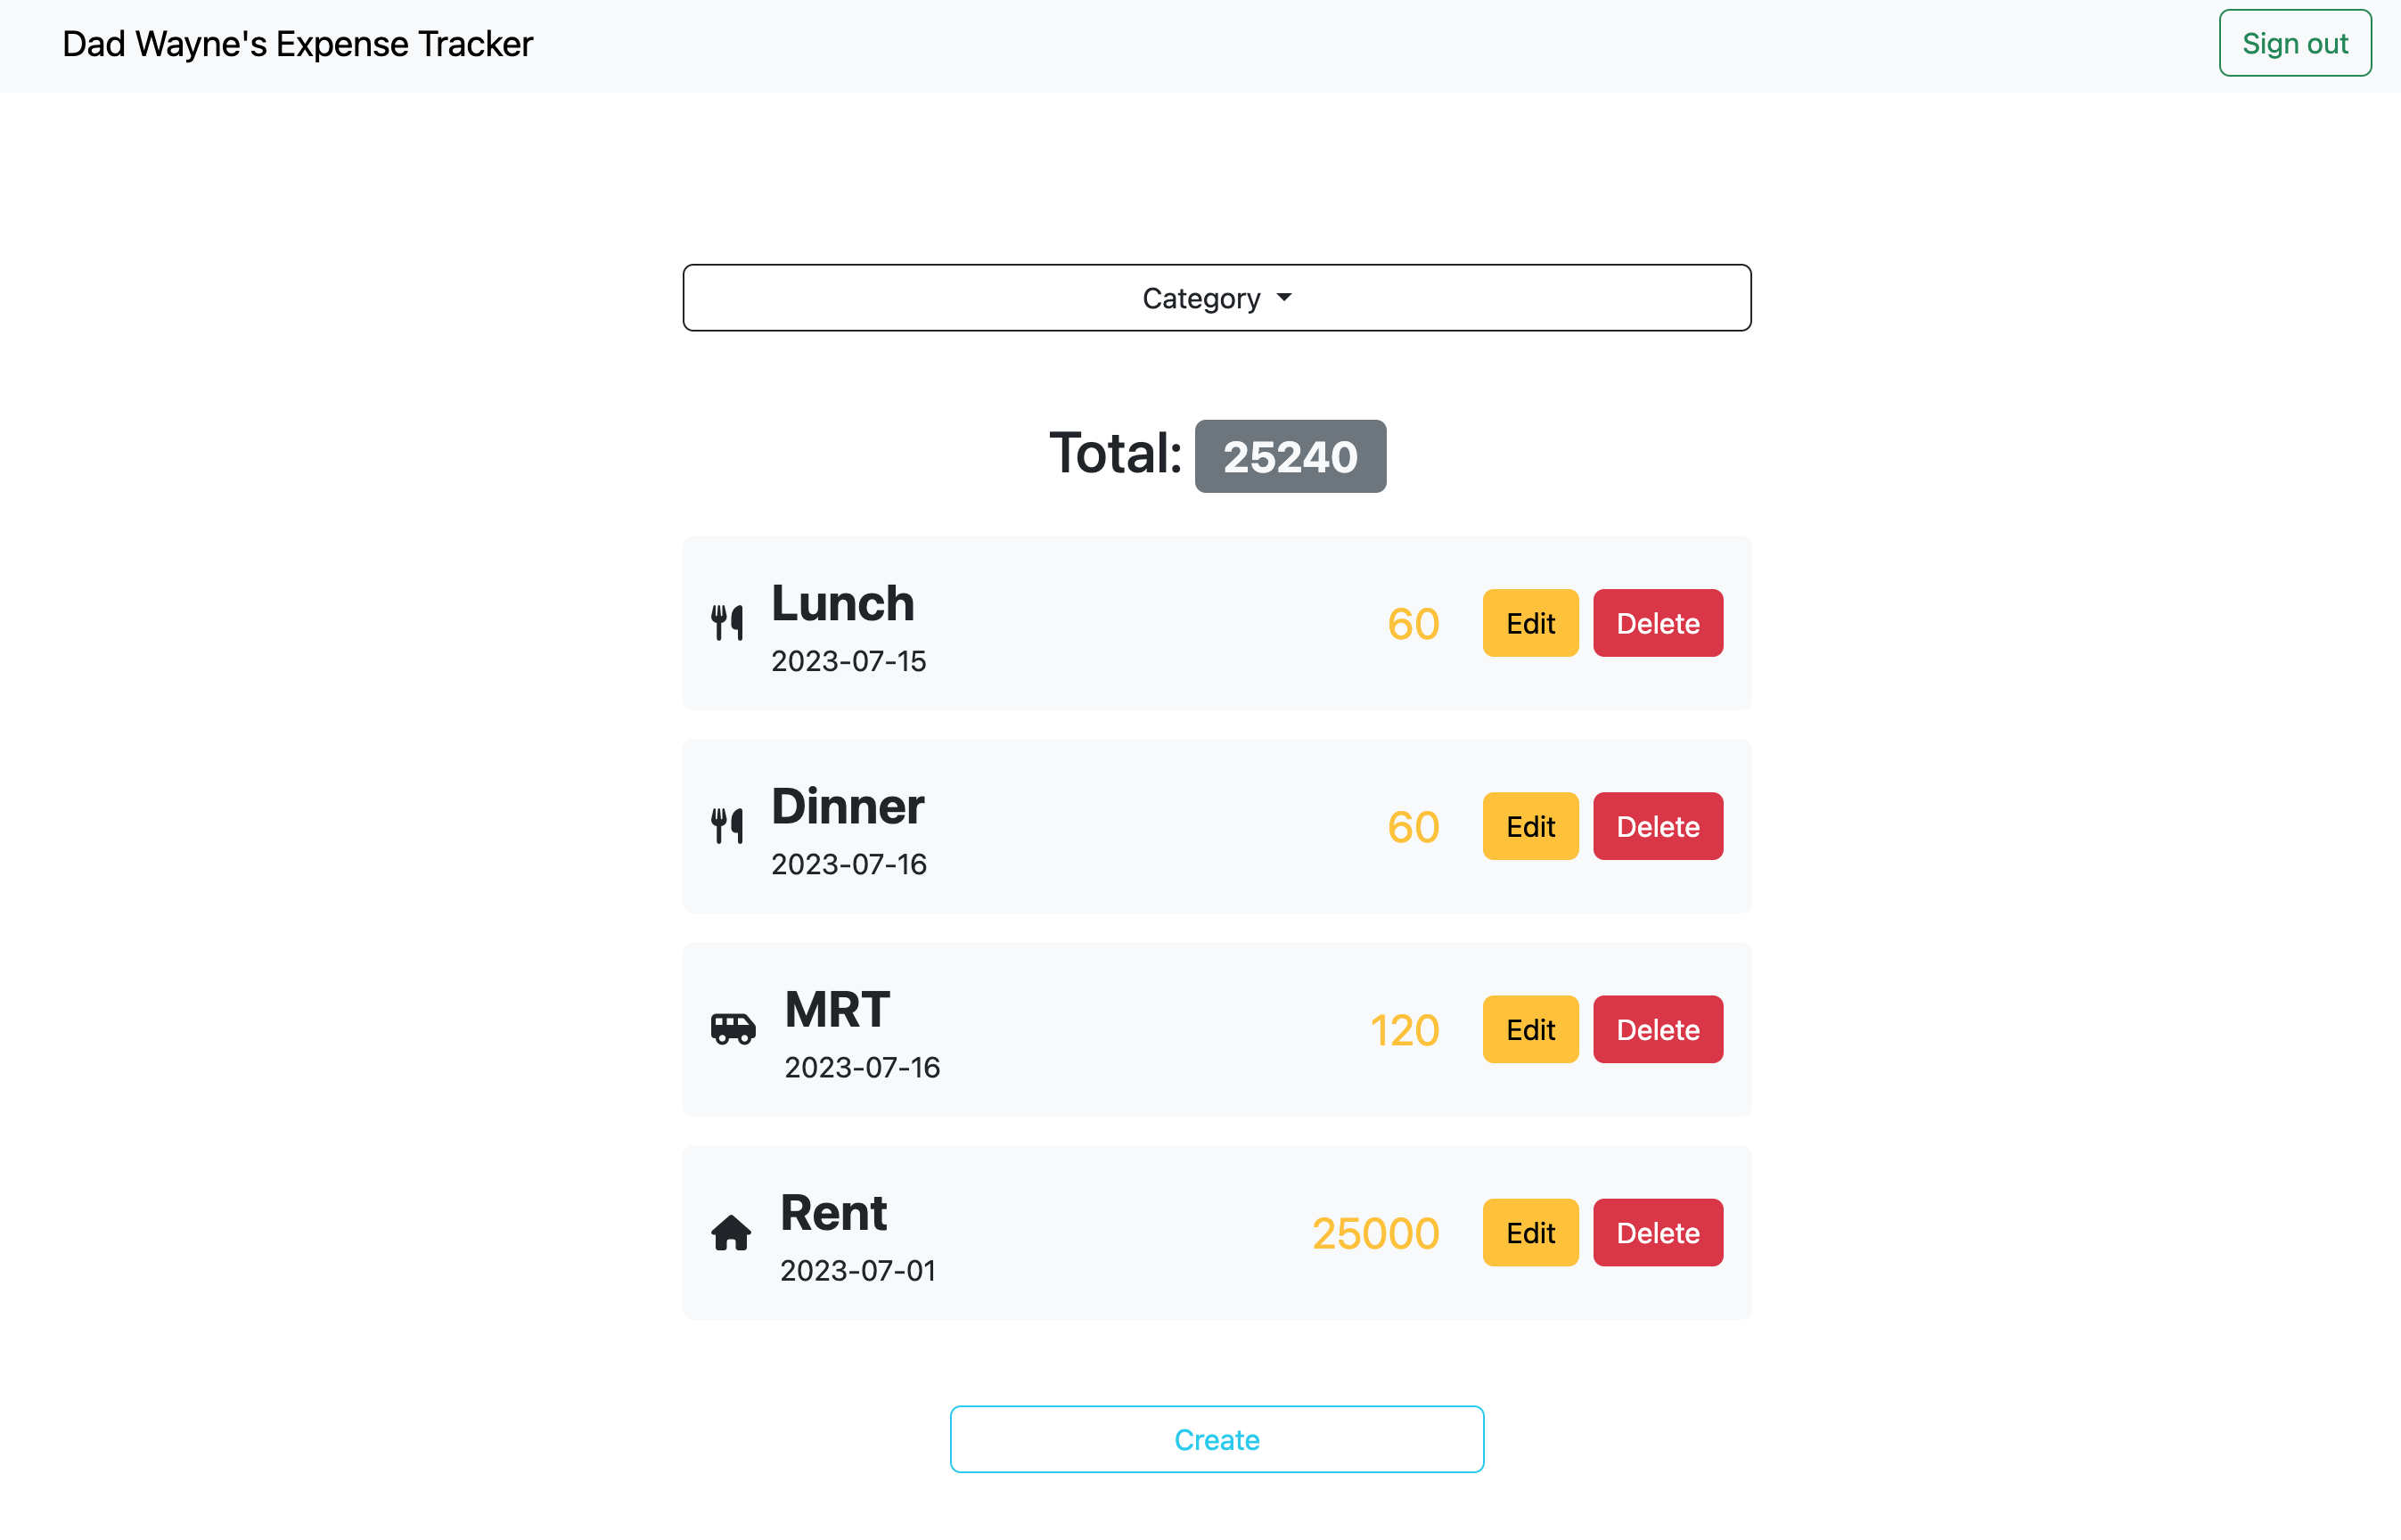 Dad Wayne's Expense Tracker
Sign out
Category
Total: 25240
Lunch
2023-07-15
60
Edit
Delete
Dinner
2023-07-16
60
Edit
Delete
MRT
2023-07-16
120
Edit
Delete
Rent
2023-07-01
25000
Edit
Delete
Create